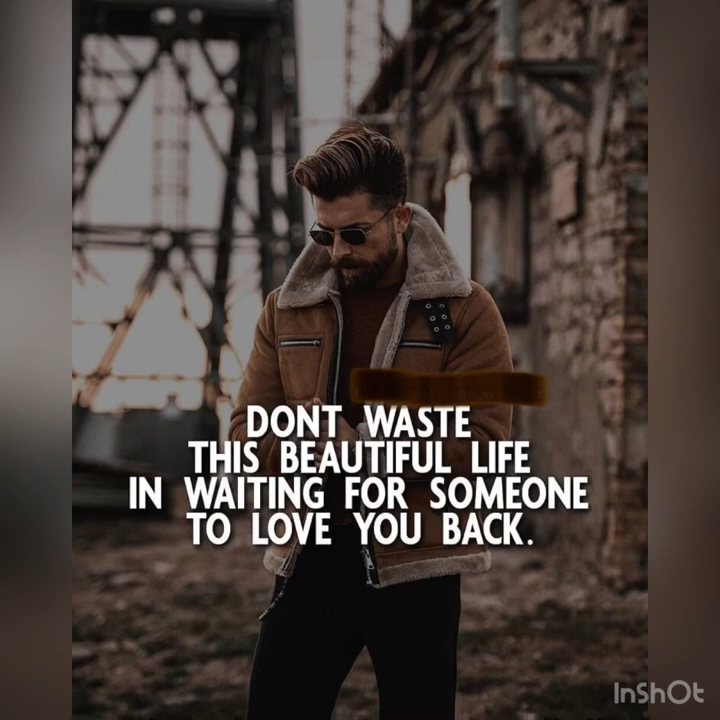 DONT WASTE
THIS BEAUTIFUL LIFE
IN WAITING FOR SOMEONE
TO LOVE YOU BACK.
InShOt